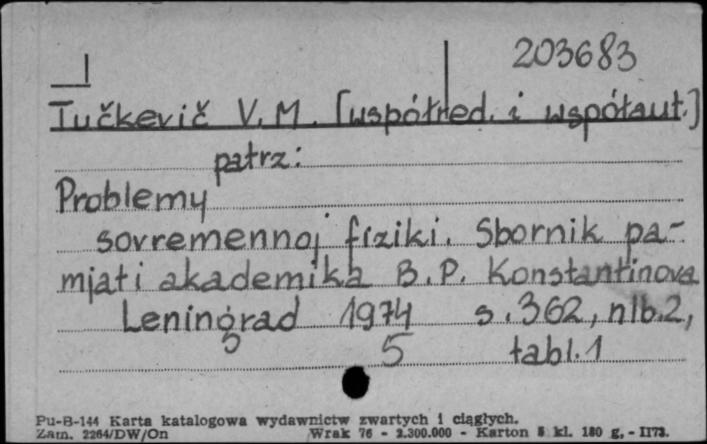 203683
Tučkevič V.M. [współred. i współaut.]
patrz:
Problemy
sovremennoj fiziki. Sbornik pa-
mjati akademika B.P. Konstantinova
Leningrad 1974 s. 362, nlb. 2,
5 tabl. 1
Pu-B-144 Karta katalogowa wydawnictw zwartych i ciągłych.
Zam. 2264/DW/On Wrak 76 - 2.300.000 - Karton kl. 180 g, - II73.